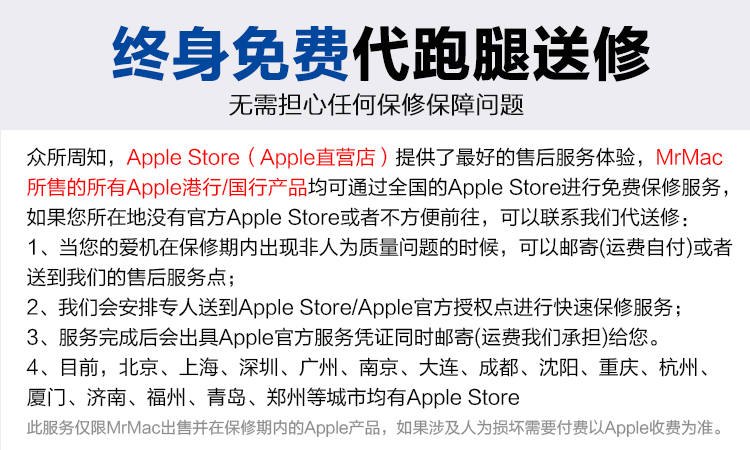 终身免费代跑腿送修
无需担心任何保修保障问题
众所周知，Apple Store（Apple直营店）提供了最好的售后服务体验，MrMac
所售的所有Apple港行/国行产品均可通过全国的Apple Store进行免费保修服务，
如果您所在地没有官方Apple Store或者不方便前往，可以联系我们代送修：
1、当您的爱机在保修期内出现非人为质量问题的时候，可以邮寄(运费自付)或者
送到我们的售后服务点；
2、我们会安排专人送到Apple Store/Apple官方授权点进行快速保修服务；
3、服务完成后会出具Apple官方服务凭证同时邮寄(运费我们承担)给您。
4、目前，北京、上海、深圳、广州、南京、大连、成都、沈阳、重庆、杭州、
厦门、济南、福州、青岛、郑州等城市均有Apple Store
此服务仅限MrMac出售并在保修期内的Apple产品，如果涉及人为损坏需要付费以Apple收费为准。